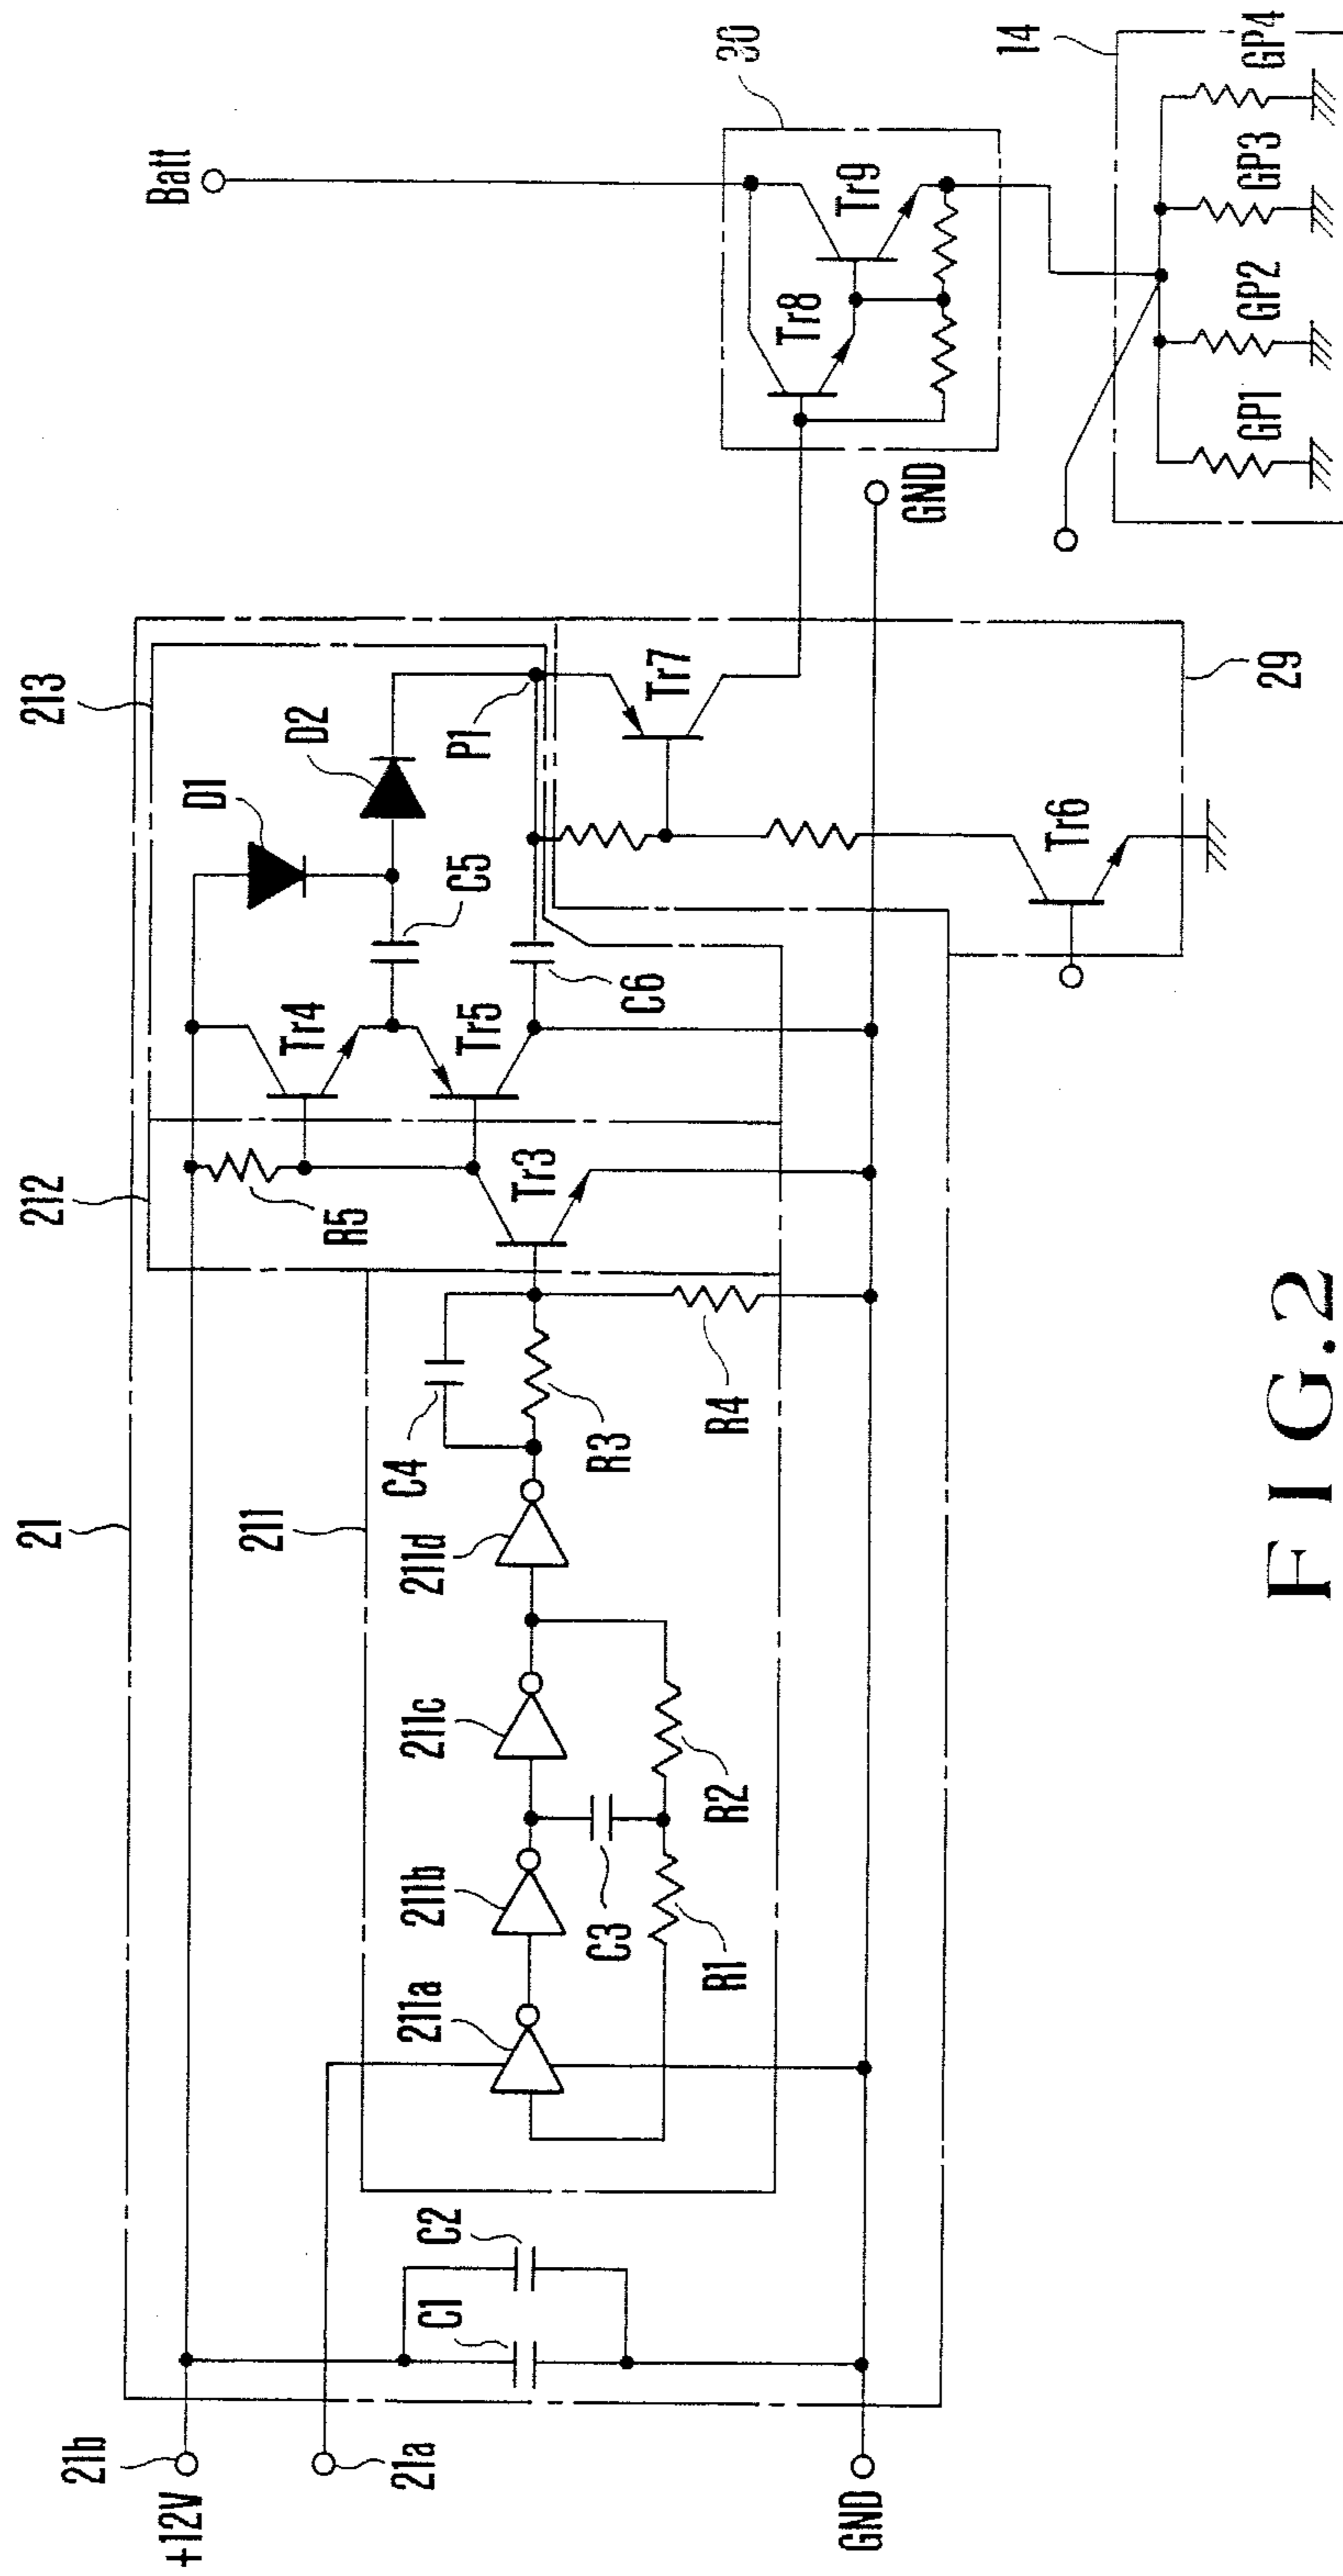 21b
+12V
21a
GND
C1
C2
21
211
211a
211b
211c
211d
C3
R1
R2
C4
R3
R4
212
R5
Tr3
213
Tr4
Tr5
C5
C6
D1
D2
P1
Tr7
Tr6
29
GND
Batt
30
Tr8
Tr9
14
GP1
GP2
GP3
GP4
FIG.2